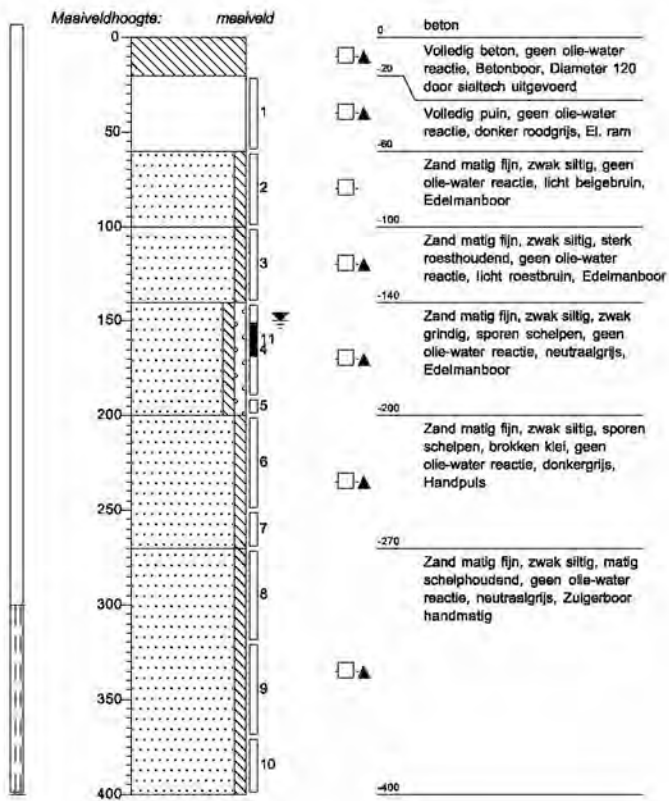 Maaiveldhoogte: maaiveld
0
50
100
150
200
250
300
350
400
1
2
3
11
4
5
6
7
8
9
10
1
0
beton
Volledig beton, geen olie-water
reactie, Betonboor, Diameter 120
door sialtech uitgevoerd
-20
Volledig puin, geen olie-water
reactie, donker roodgrijs, El. ram
-60
Zand matig fijn, zwak siltig, geen
olie-water reactie, licht beigebruin,
Edelmanboor
-100
Zand matig fijn, zwak siltig, sterk
roesthoudend, geen olie-water
reactie, licht roestbruin, Edelmanboor
-140
Zand matig fijn, zwak siltig, zwak
grindig, sporen schelpen, geen
olie-water reactie, neutraalgrijs,
Edelmanboor
-200
Zand matig fijn, zwak siltig, sporen
schelpen, brokken klei, geen
olie-water reactie, donkergrijs,
Handpuls
-270
Zand matig fijn, zwak siltig, matig
schelphoudend, geen olie-water
reactie, neutraalgrijs, Zuigerboor
handmatig
-400